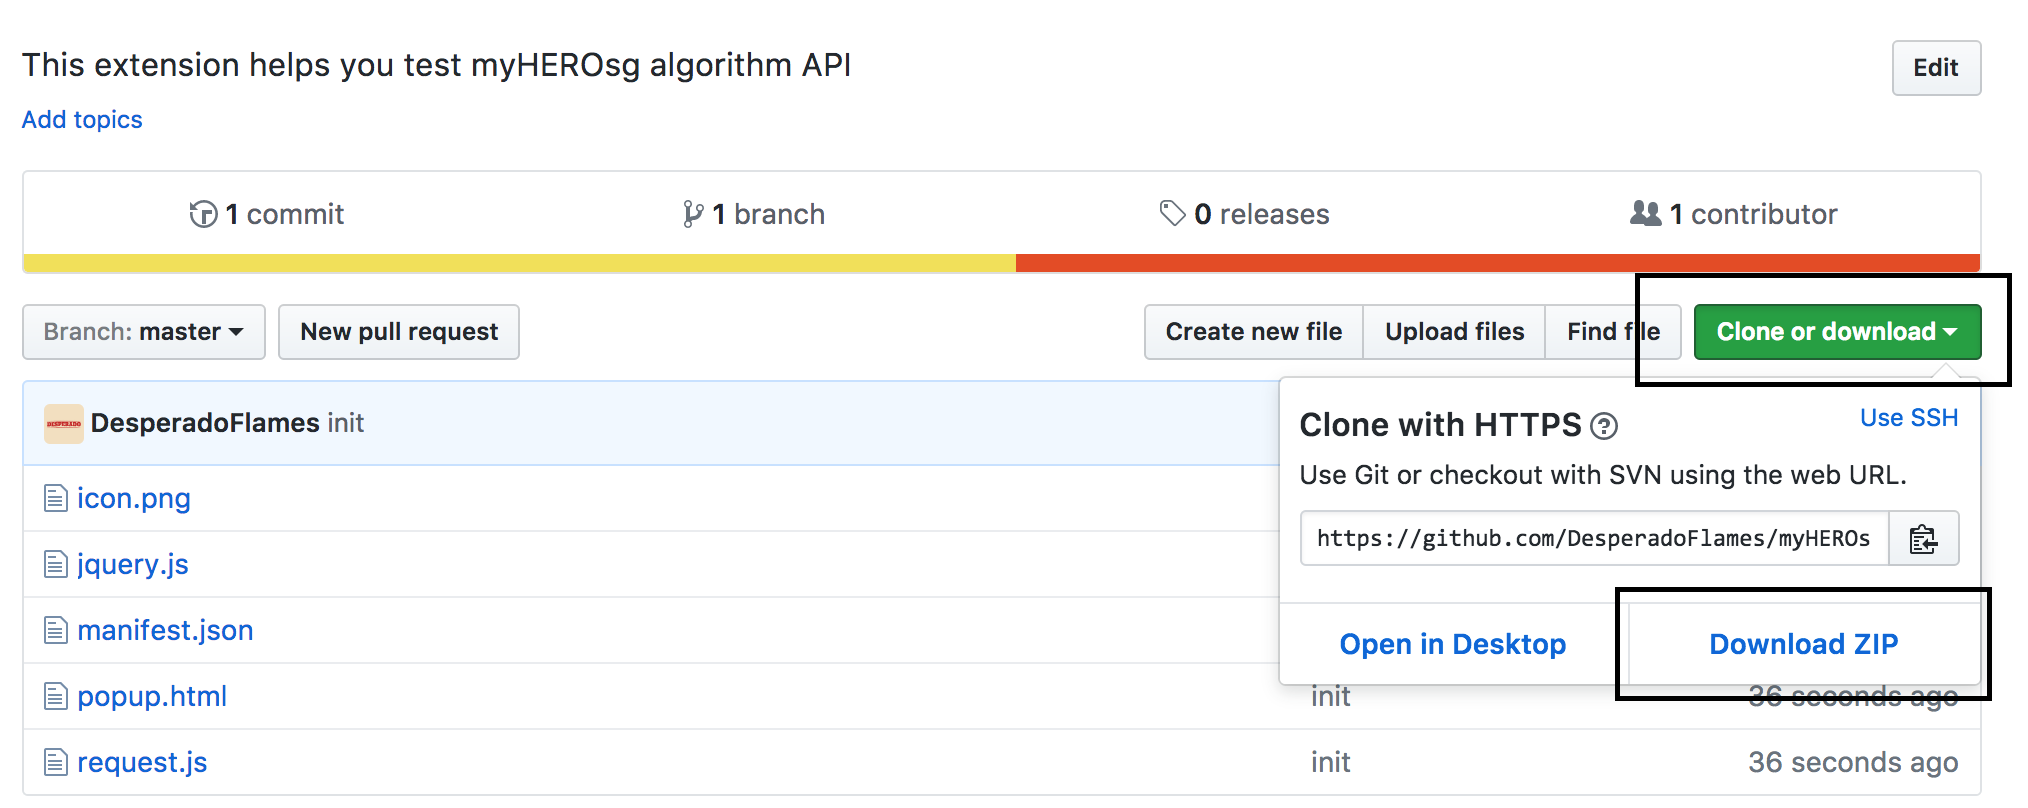 This extension helps you test myHEROsg algorithm API
Edit
Add topics
1 commit
1 branch
0 releases
1 contributor
Branch: master
New pull request
Create new file
Upload files
Find file
Clone or download
DESPERADO
DesperadoFlames init
Clone with HTTPS
Use SSH
Use Git or checkout with SVN using the web URL.
https://github.com/DesperadoFlames/myHEROs
Open in Desktop
Download ZIP
icon.png
jquery.js
manifest.json
popup.html
init
36 seconds ago
request.js
init
36 seconds ago